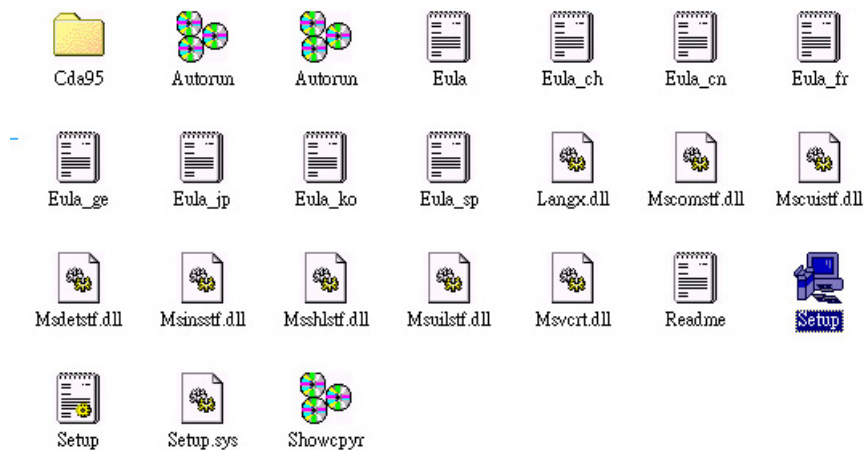 Cda95 Autorun Autorun Eula Eula_ch Eula_cn Eula_fr
Eula_ge Eula_jp Eula_ko Eula_sp Langx.dll Mscomstf.dll Mscuistf.dll
Msdetstf.dll Msinsstf.dll Msshlstf.dll Msuilstf.dll Msvcrt.dll Readme Setup
Setup Setup.sys Showcpyr